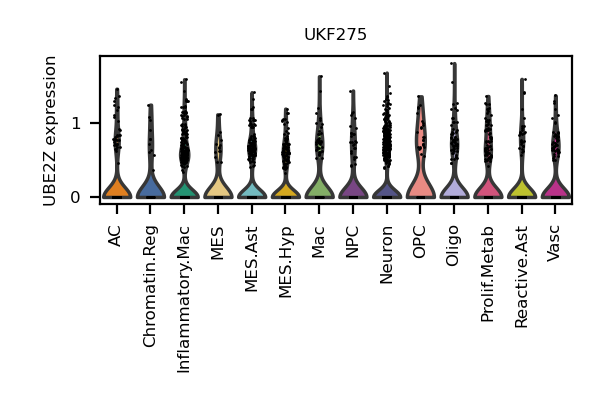 UKF275
UBE2Z expression
1
0
AC
Chromatin.Reg
Inflammatory.Mac
MES
MES.Ast
MES.Hyp
Mac
NPC
Neuron
OPC
Oligo
Prolif.Metab
Reactive.Ast
Vasc